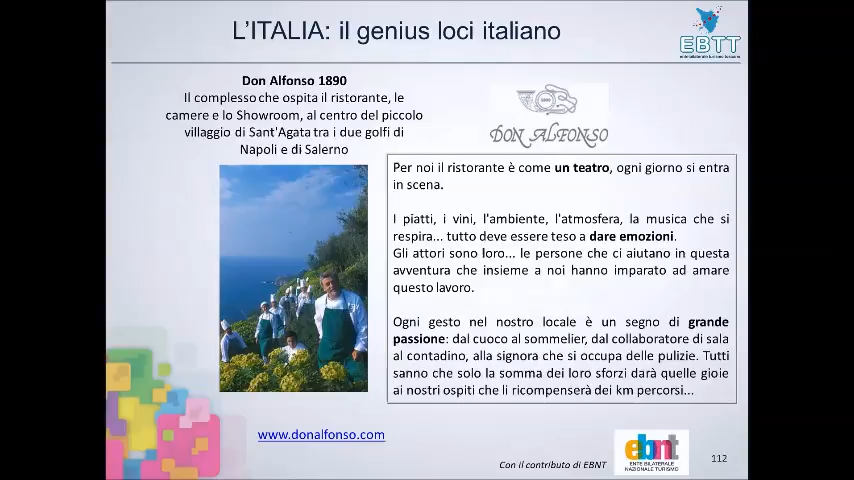 L'ITALIA: il genius loci italiano
EBTT
ente bilaterale turismo toscano
Don Alfonso 1890
Il complesso che ospita il ristorante, le
camere e lo Showroom, al centro del piccolo
villaggio di Sant'Agata tra i due golfi di
Napoli e di Salerno
1890
DON ALFONSO
Per noi il ristorante è come un teatro, ogni giorno si entra
in scena.
I piatti, i vini, l'ambiente, l'atmosfera, la musica che si
respira... tutto deve essere teso a dare emozioni.
Gli attori sono loro... le persone che ci aiutano in questa
avventura che insieme a noi hanno imparato ad amare
questo lavoro.
Ogni gesto nel nostro locale è un segno di grande
passione: dal cuoco al sommelier, dal collaboratore di sala
al contadino, alla signora che si occupa delle pulizie. Tutti
sanno che solo la somma dei loro sforzi darà quelle gioie
ai nostri ospiti che li ricompenserà dei km percorsi...
www.donalfonso.com
Con il contributo di EBNT
ebnt
ENTE BILATERALE
NAZIONALE TURISMO
112